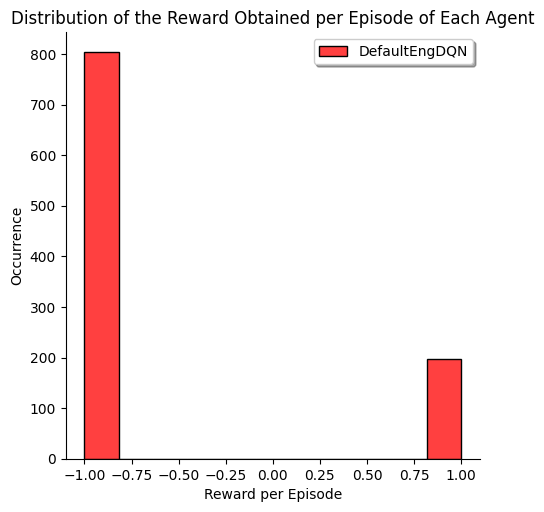 Distribution of the Reward Obtained per Episode of Each Agent
DefaultEngDQN
800
700
600
500
400
300
200
100
0
Occurrence
−1.00 −0.75 −0.50 −0.25 0.00 0.25 0.50 0.75 1.00
Reward per Episode